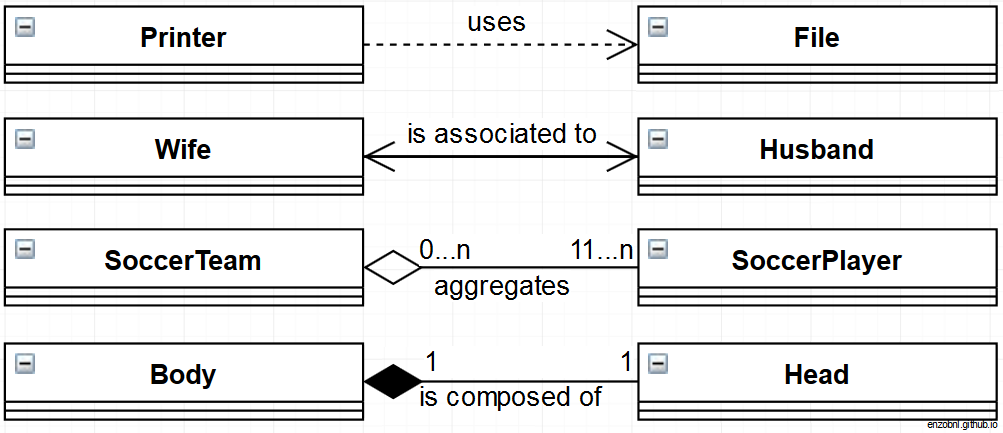 Printer
uses
File
Wife
is associated to
Husband
SoccerTeam
0...n
11...n
aggregates
SoccerPlayer
Body
1
1
is composed of
Head
enzobnl.github.io